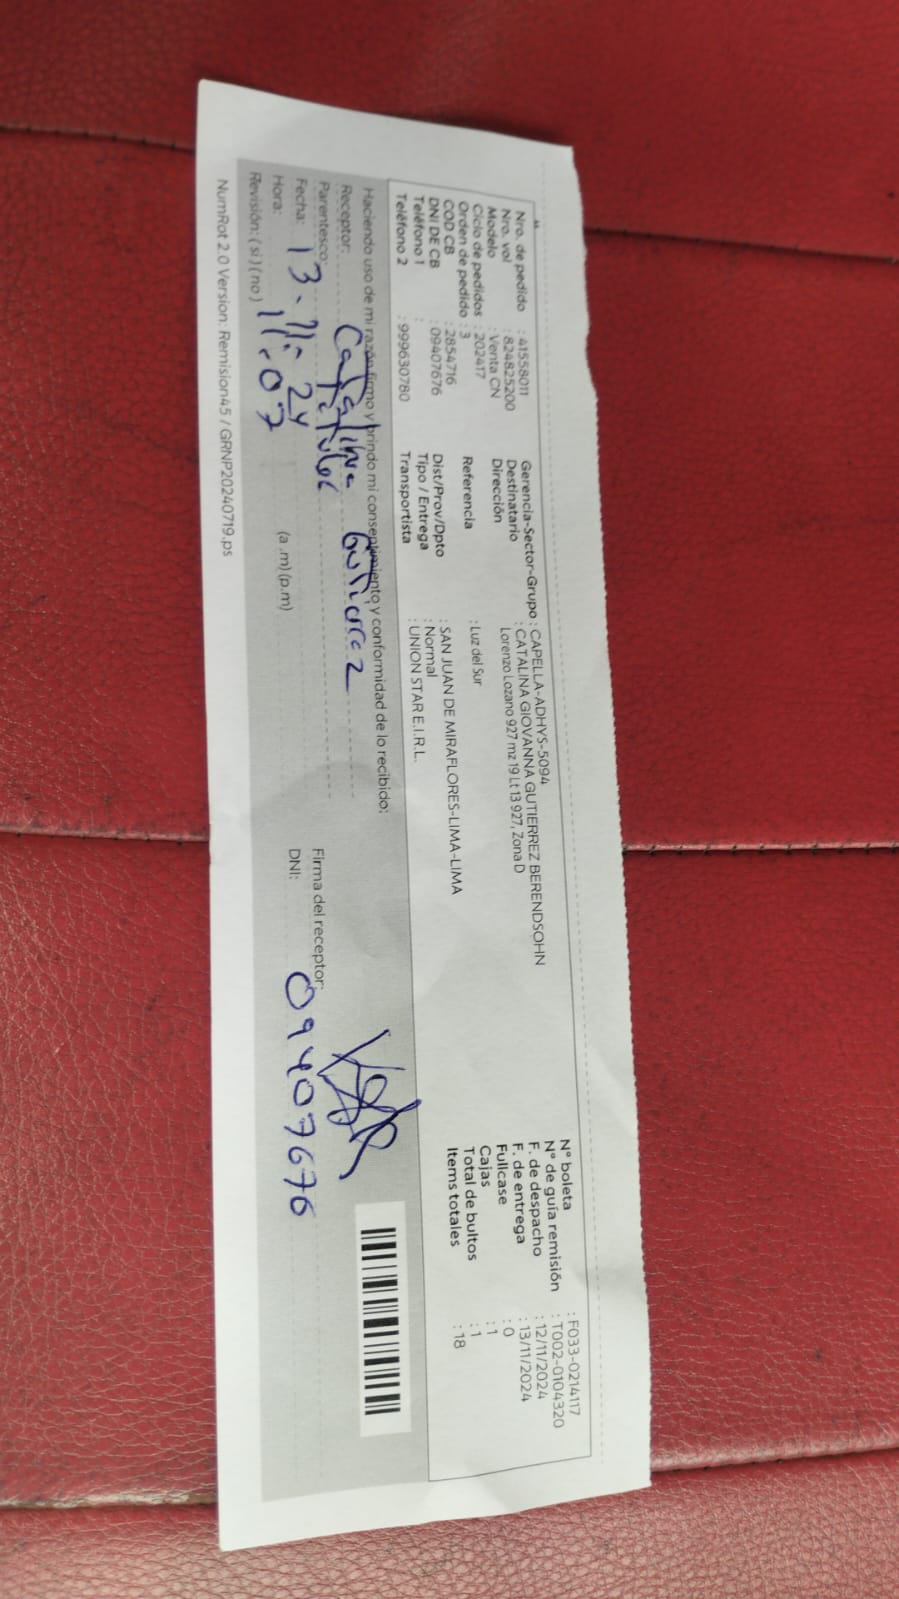 Nro. de pedido : 41558011
Nro. vol : 824825200
Modelo : Venta CN
Ciclo de pedidos : 202417
Orden de pedido : 3
COD CB : 2854716
DNI DE CB : 09407676
Teléfono 1 :
Teléfono 2 : 999630780
Gerencia-Sector-Grupo : CAPELLA-ADHYS-5094
Destinatario : CATALINA GIOVANNA GUTIERREZ BERENDSOHN
Dirección Lorenzo Lozano 927 mz 19 Lt 13 927, Zona D
Referencia : Luz del Sur
Dist/Prov/Dpto : SAN JUAN DE MIRAFLORES-LIMA-LIMA
Tipo / Entrega : Normal
Transportista : UNION STAR E.I.R.L.
N° boleta : F033-0214117
N° de guía remisión : T002-0104320
F. de despacho : 12/11/2024
F. de entrega : 13/11/2024
Fullcase : 0
Cajas : 1
Total de bultos : 1
Items totales : 18
Haciendo uso de mi razón firmo y brindo mi consentimiento y conformidad de lo recibido:
Receptor: Catalina Gutierrez
Parentesco:
Fecha: 13-11-24
Hora: 11:07 (a .m) (p.m)
Revisión: ( si ) ( no )
Firma del receptor:
DNI: 09407676
NumRot 2.0 Version: Remision45 / GRNP20240719.ps